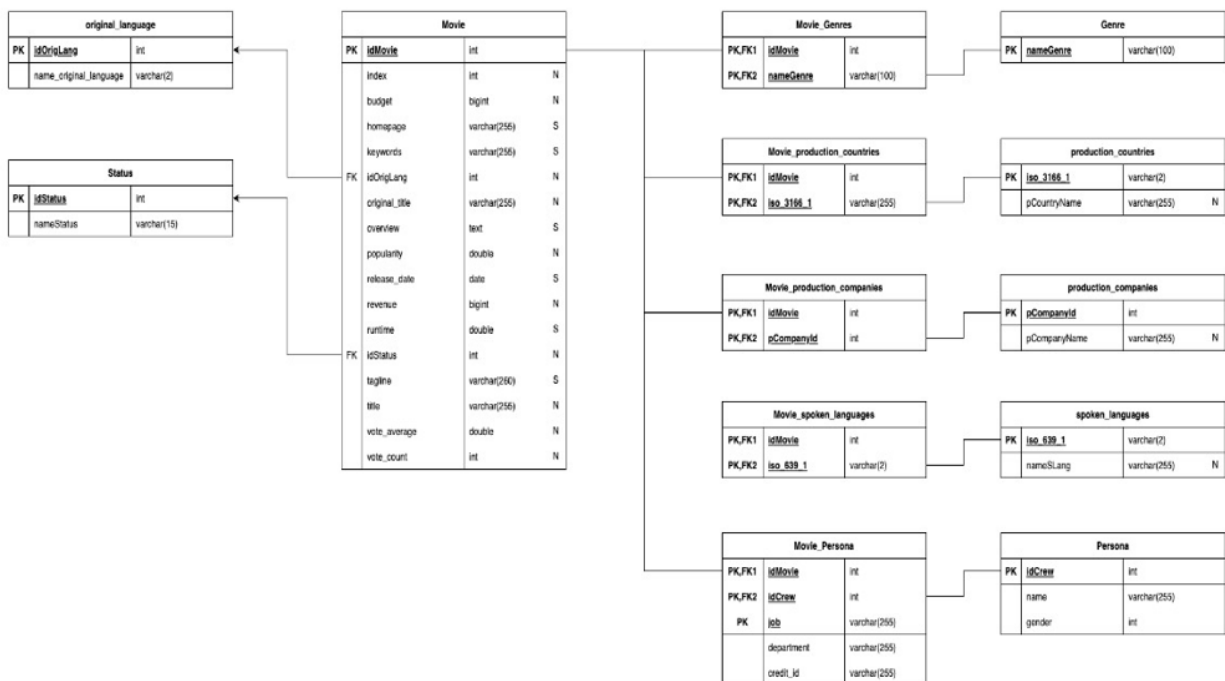 original_language
PK idOrigLang int
name_original_language varchar(2)
Status
PK idStatus int
nameStatus varchar(15)
Movie
PK idMovie int
index int N
budget bigint N
homepage varchar(255) S
keywords varchar(255) S
FK idOrigLang int N
original_title varchar(255) N
overview text S
popularity double N
release_date date S
revenue bigint N
runtime double S
FK idStatus int N
tagline varchar(260) S
title varchar(255) N
vote_average double N
vote_count int N
Movie_Genres
PK,FK1 idMovie int
PK,FK2 nameGenre varchar(100)
Genre
PK nameGenre varchar(100)
Movie_production_countries
PK,FK1 idMovie int
PK,FK2 iso_3166_1 varchar(255)
production_countries
PK iso_3166_1 varchar(2)
pCountryName varchar(255) N
Movie_production_companies
PK,FK1 idMovie int
PK,FK2 pCompanyId int
production_companies
PK pCompanyId int
pCompanyName varchar(255) N
Movie_spoken_languages
PK,FK1 idMovie int
PK,FK2 iso_639_1 varchar(2)
spoken_languages
PK iso_639_1 varchar(2)
nameSLang varchar(255) N
Movie_Persona
PK,FK1 idMovie int
PK,FK2 idCrew int
PK job varchar(255)
department varchar(255)
credit_id varchar(255)
Persona
PK idCrew int
name varchar(255)
gender int